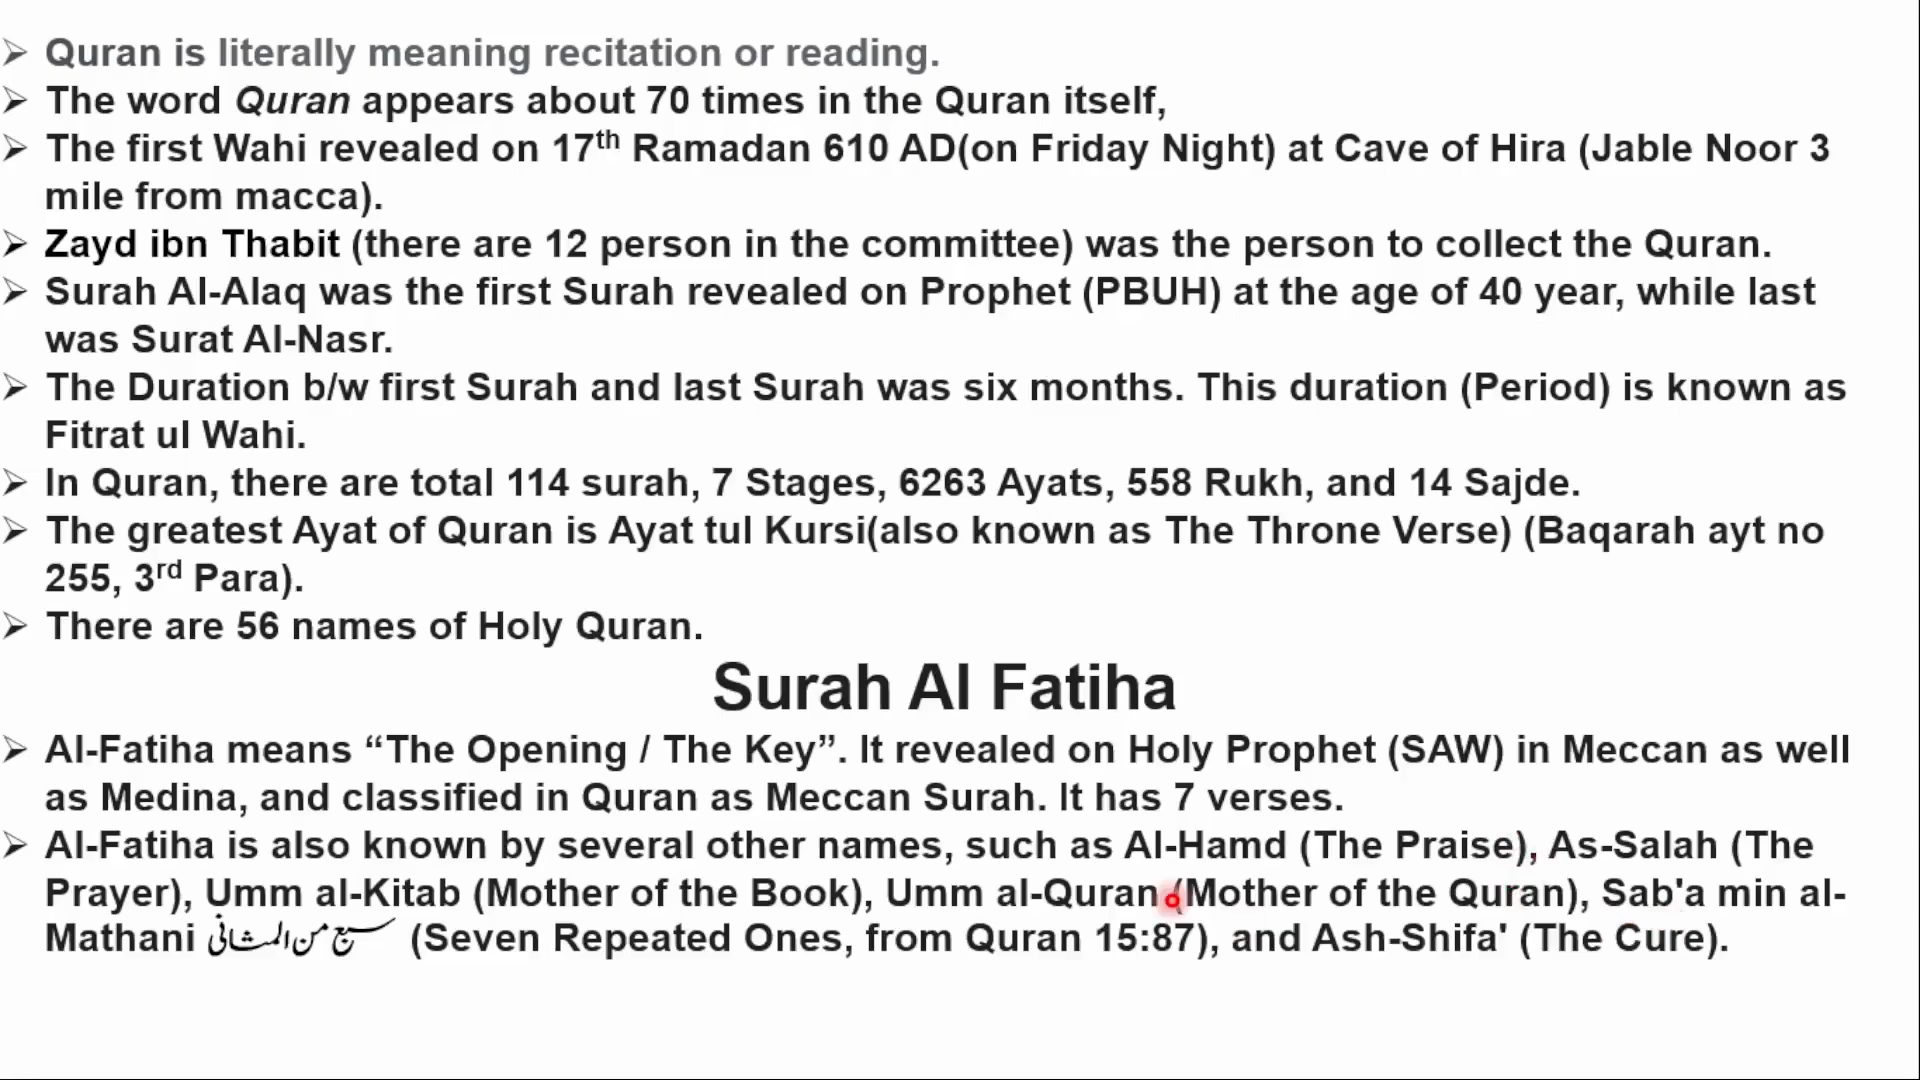 ➢ Quran is literally meaning recitation or reading.
➢ The word Quran appears about 70 times in the Quran itself,
➢ The first Wahi revealed on 17th Ramadan 610 AD(on Friday Night) at Cave of Hira (Jable Noor 3
mile from macca).
➢ Zayd ibn Thabit (there are 12 person in the committee) was the person to collect the Quran.
➢ Surah Al-Alaq was the first Surah revealed on Prophet (PBUH) at the age of 40 year, while last
was Surat Al-Nasr.
➢ The Duration b/w first Surah and last Surah was six months. This duration (Period) is known as
Fitrat ul Wahi.
➢ In Quran, there are total 114 surah, 7 Stages, 6263 Ayats, 558 Rukh, and 14 Sajde.
➢ The greatest Ayat of Quran is Ayat tul Kursi(also known as The Throne Verse) (Baqarah ayt no
255, 3rd Para).
➢ There are 56 names of Holy Quran.
Surah Al Fatiha
➢ Al-Fatiha means “The Opening / The Key”. It revealed on Holy Prophet (SAW) in Meccan as well
as Medina, and classified in Quran as Meccan Surah. It has 7 verses.
➢ Al-Fatiha is also known by several other names, such as Al-Hamd (The Praise), As-Salah (The
Prayer), Umm al-Kitab (Mother of the Book), Umm al-Quran (Mother of the Quran), Sab'a min al-
Mathani سبع من المثانی (Seven Repeated Ones, from Quran 15:87), and Ash-Shifa' (The Cure).